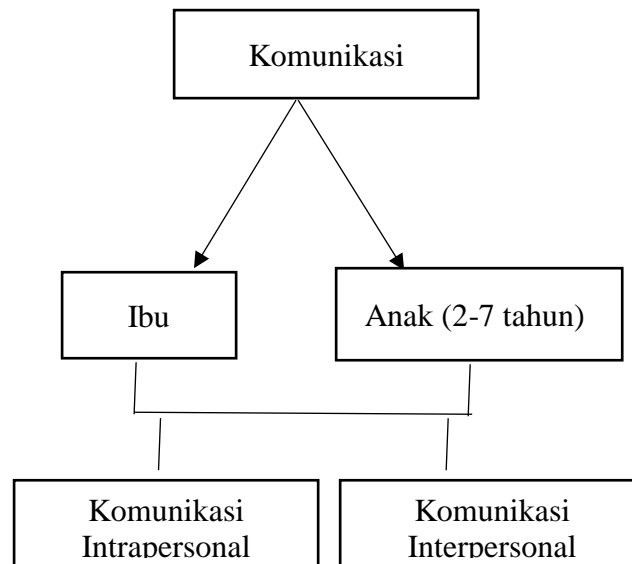 Komunikasi
Ibu
Anak (2-7 tahun)
Komunikasi
Intrapersonal
Komunikasi
Interpersonal